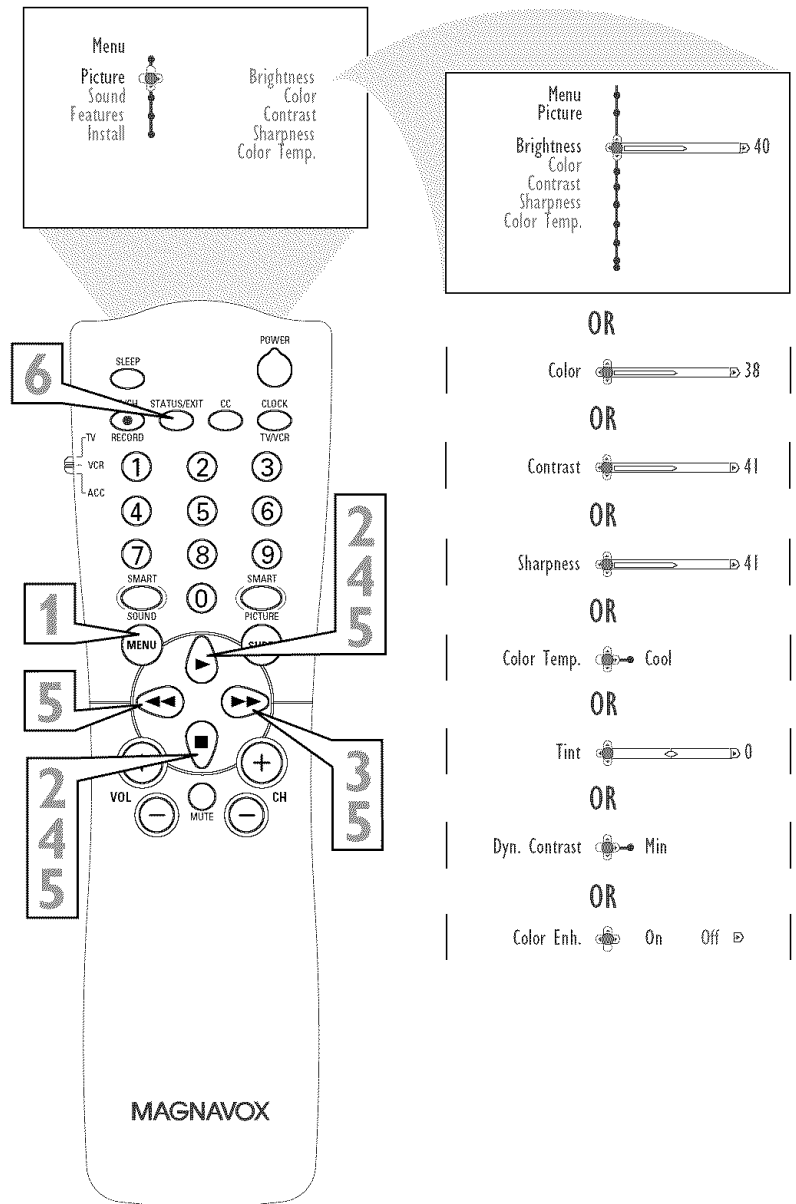 Menu
Picture
Sound
Features
Install
Brightness
Color
Contrast
Sharpness
Color Temp.
Menu
Picture
Brightness 40
Color
Contrast
Sharpness
Color Temp.
OR
Color 38
OR
Contrast 41
OR
Sharpness 41
OR
Color Temp. Cool
OR
Tint 0
OR
Dyn. Contrast Min
OR
Color Enh. On Off
6
SLEEP
POWER
STATUS/EXIT CC CLOCK
RECORD TV/VCR
TV
VCR
ACC
1 2 3
4 5 6
7 8 9
SMART SMART
0
SOUND PICTURE
1
MENU
2
4
5
5
3
5
2
4
5
VOL + + CH
MUTE
− −
MAGNAVOX